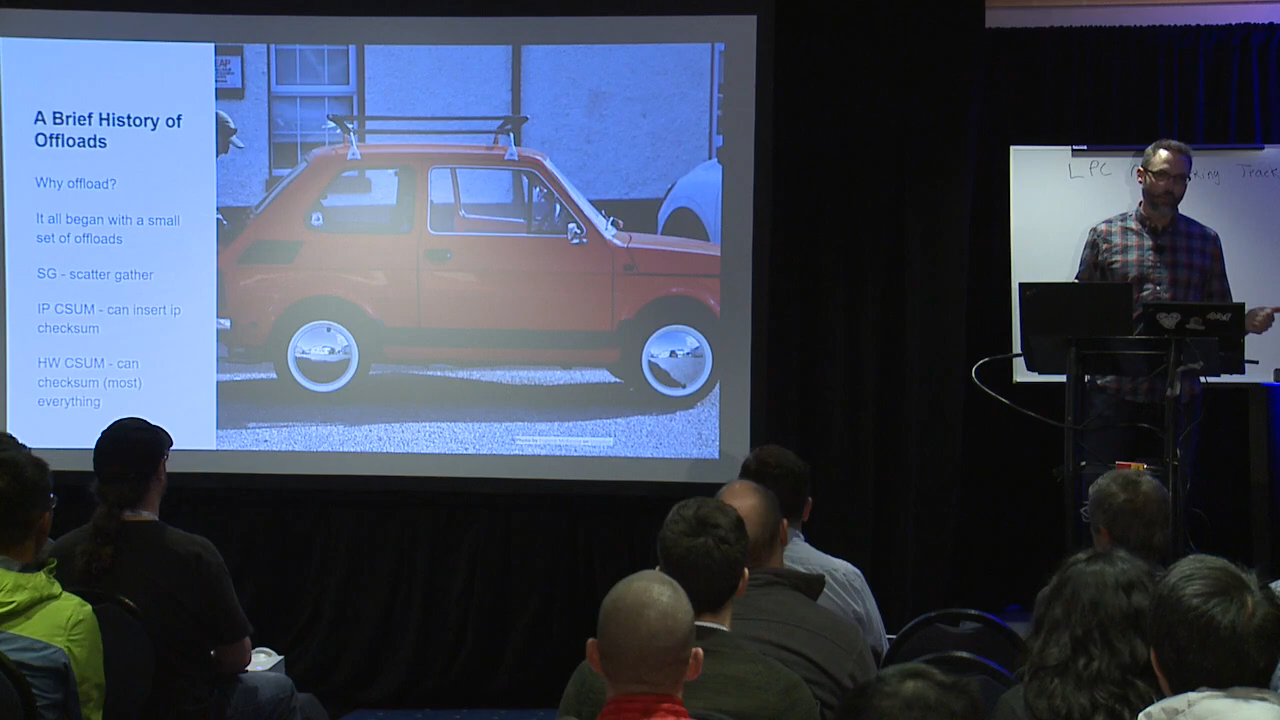 A Brief History of
Offloads
Why offload?
It all began with a small
set of offloads
SG - scatter gather
IP CSUM - can insert ip
checksum
HW CSUM - can
checksum (most)
everything
LPC
Track